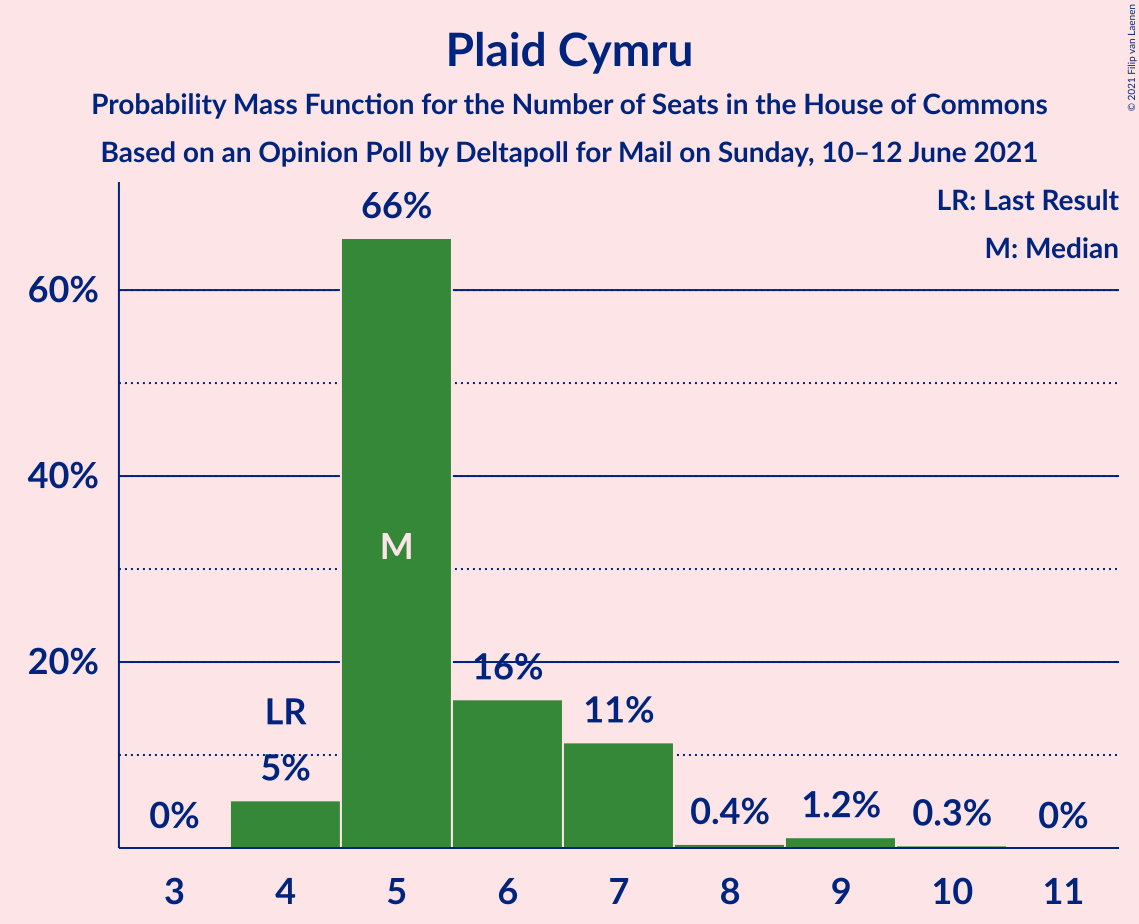 Plaid Cymru
Probability Mass Function for the Number of Seats in the House of Commons
Based on an Opinion Poll by Deltapoll for Mail on Sunday, 10–12 June 2021
© 2021 Filip van Laenen
LR: Last Result
M: Median
66%
60%
40%
M
20%
16%
LR
11%
5%
0%
0.4%
1.2%
0.3%
0%
3 4 5 6 7 8 9 10 11